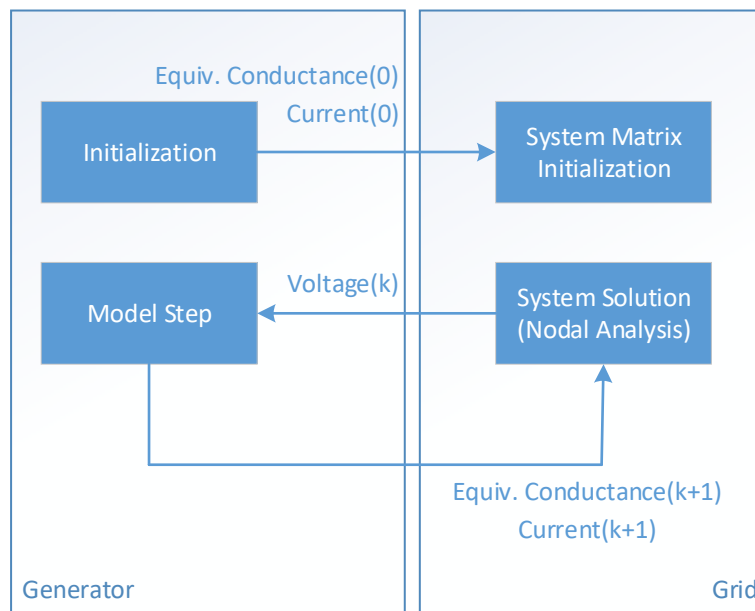 Equiv. Conductance(0)
Current(0)
Initialization
System Matrix
Initialization
Voltage(k)
Model Step
System Solution
(Nodal Analysis)
Equiv. Conductance(k+1)
Current(k+1)
Generator
Grid